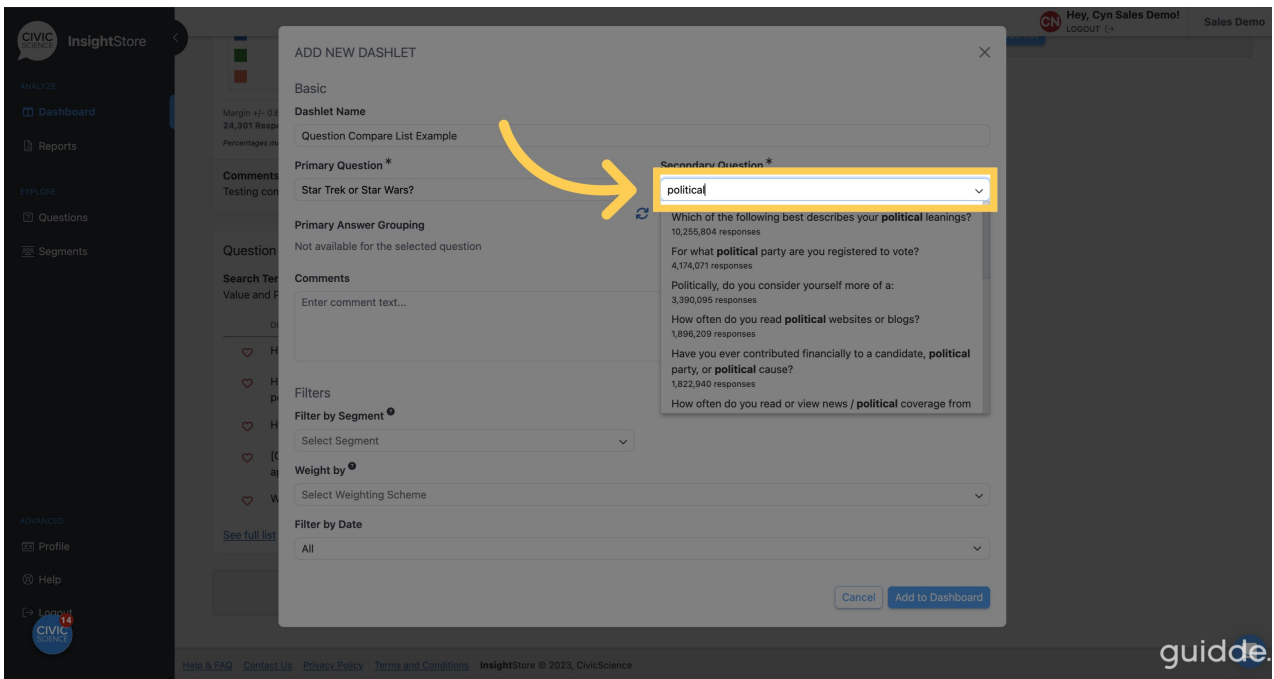 CIVIC
SCIENCE
InsightStore
Hey, Cyn Sales Demo!
CN
LOGOUT
Sales Demo
ANALYZE
Dashboard
Reports
EXPLORE
Questions
Segments
ADVANCED
Profile
Help
Logout
14
CIVIC
SCIENCE
Margin +/- 0.6
24,301 Resp
Percentages m
Comments
Testing con
Question
Search Ter
Value and F
H
H
H
W
See full list
ADD NEW DASHLET
Basic
Dashlet Name
Question Compare List Example
Primary Question *
Star Trek or Star Wars?
Primary Answer Grouping
Not available for the selected question
Comments
Enter comment text...
Secondary Question *
political
Which of the following best describes your political leanings?
10,255,804 responses
For what political party are you registered to vote?
4,174,071 responses
Politically, do you consider yourself more of a:
3,390,095 responses
How often do you read political websites or blogs?
1,896,209 responses
Have you ever contributed financially to a candidate, political
party, or political cause?
1,822,940 responses
How often do you read or view news / political coverage from
Filters
Filter by Segment
Select Segment
Weight by
Select Weighting Scheme
Filter by Date
All
Cancel
Add to Dashboard
Help & FAQ Contact Us Privacy Policy Terms and Conditions InsightStore © 2023, CivicScience
guidde.